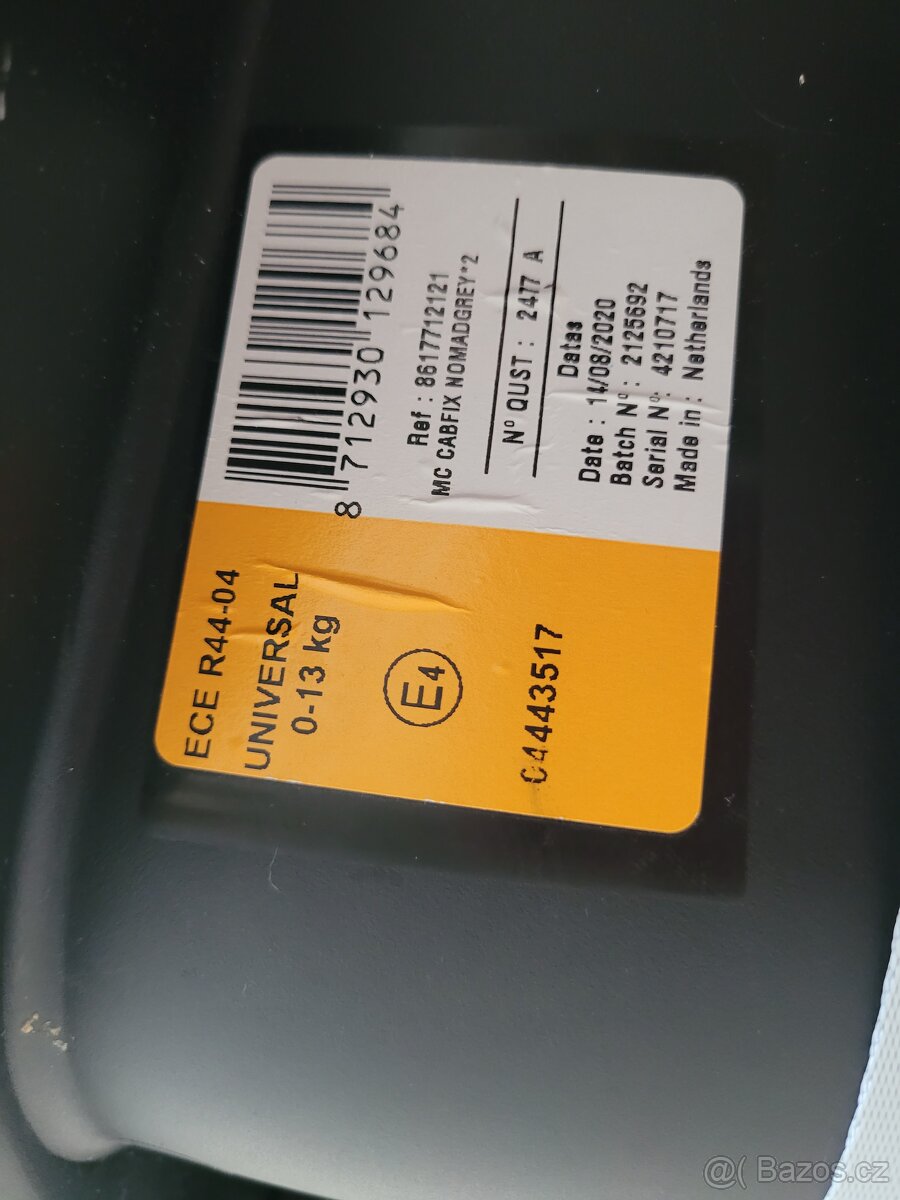 8 712930 129684
Ref : 8617712121
MC CABFIX NOMADGREY*2
N° QUST : 2477 A
Datas
Date : 14/08/2020
Batch N° : 2125692
Serial N° : 4210717
Made in : Netherlands
ECE R44-04
UNIVERSAL
0-13 kg
E4
04443517
@( Bazos.cz